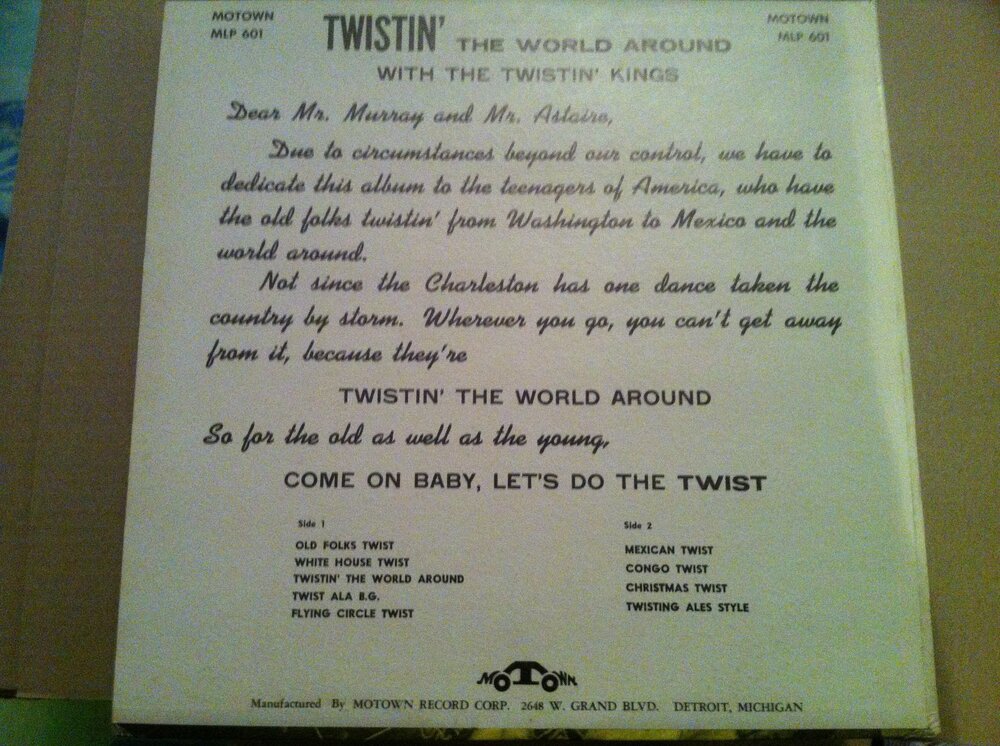 MOTOWN
MLP 601
TWISTIN' THE WORLD AROUND
MOTOWN
MLP 601
WITH THE TWISTIN' KINGS
Dear Mr. Murray and Mr. Astaire,
Due to circumstances beyond our control, we have to
dedicate this album to the teenagers of America, who have
the old folks twistin' from Washington to Mexico and the
world around.
Not since the Charleston has one dance taken the
country by storm. Wherever you go, you can't get away
from it, because they're
TWISTIN' THE WORLD AROUND
So for the old as well as the young,
COME ON BABY, LET'S DO THE TWIST
Side 1
OLD FOLKS TWIST
WHITE HOUSE TWIST
TWISTIN' THE WORLD AROUND
TWIST ALA B.G.
FLYING CIRCLE TWIST
Side 2
MEXICAN TWIST
CONGO TWIST
CHRISTMAS TWIST
TWISTING ALES STYLE
MOTOWN
Manufactured By MOTOWN RECORD CORP. 2648 W. GRAND BLVD. DETROIT, MICHIGAN